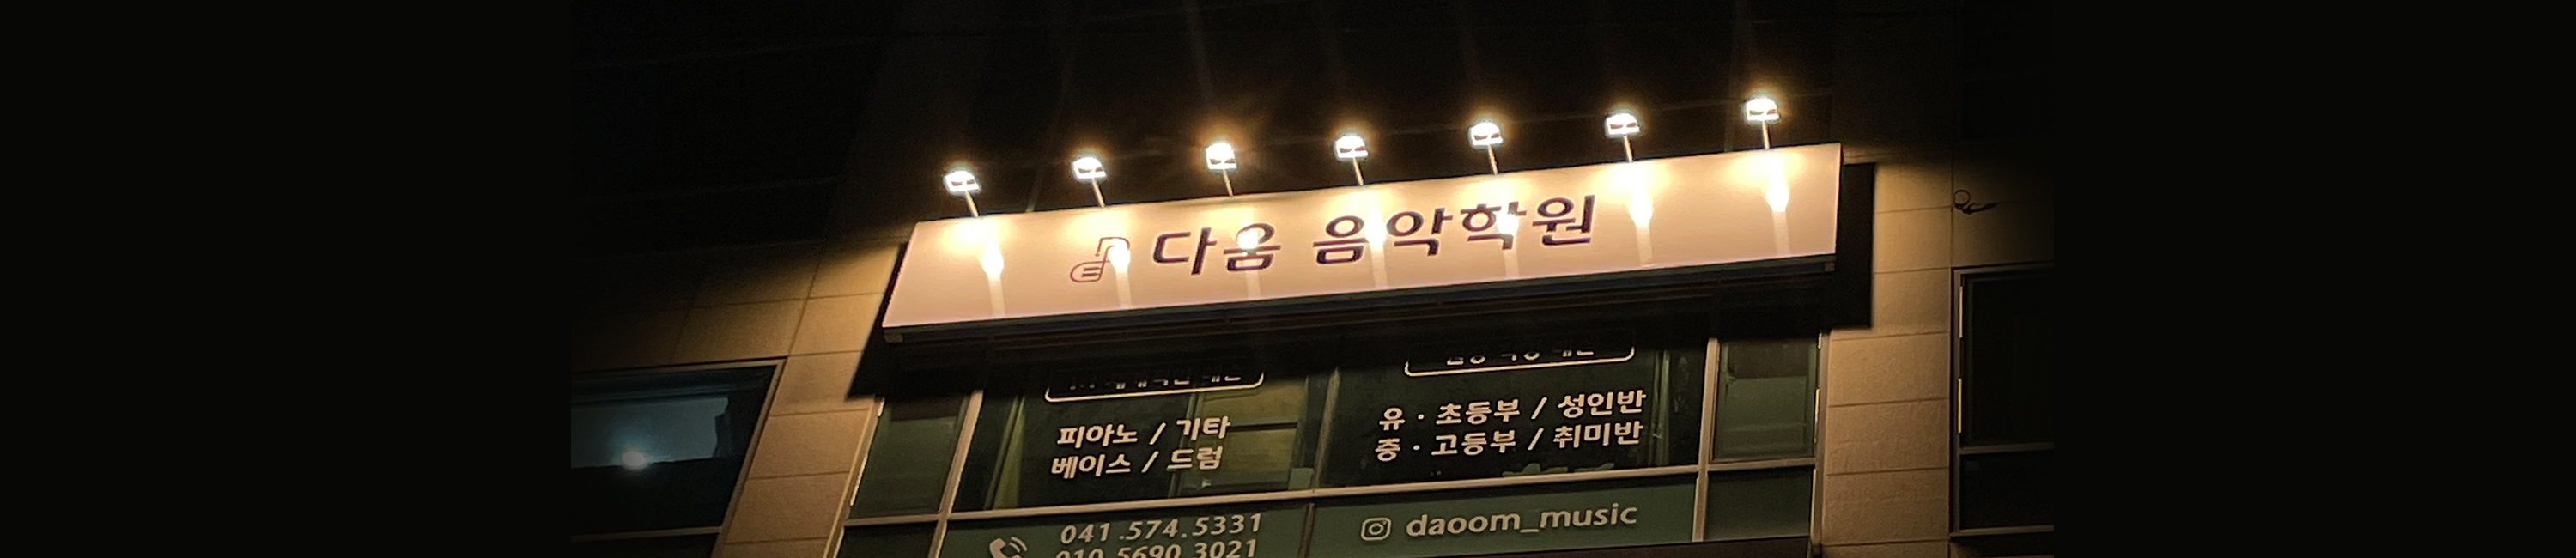 다움 음악학원
피아노 / 기타
베이스 / 드럼
유 · 초등부 / 성인반
중 · 고등부 / 취미반
041.574.5331
010.5690.3021
daoom_music